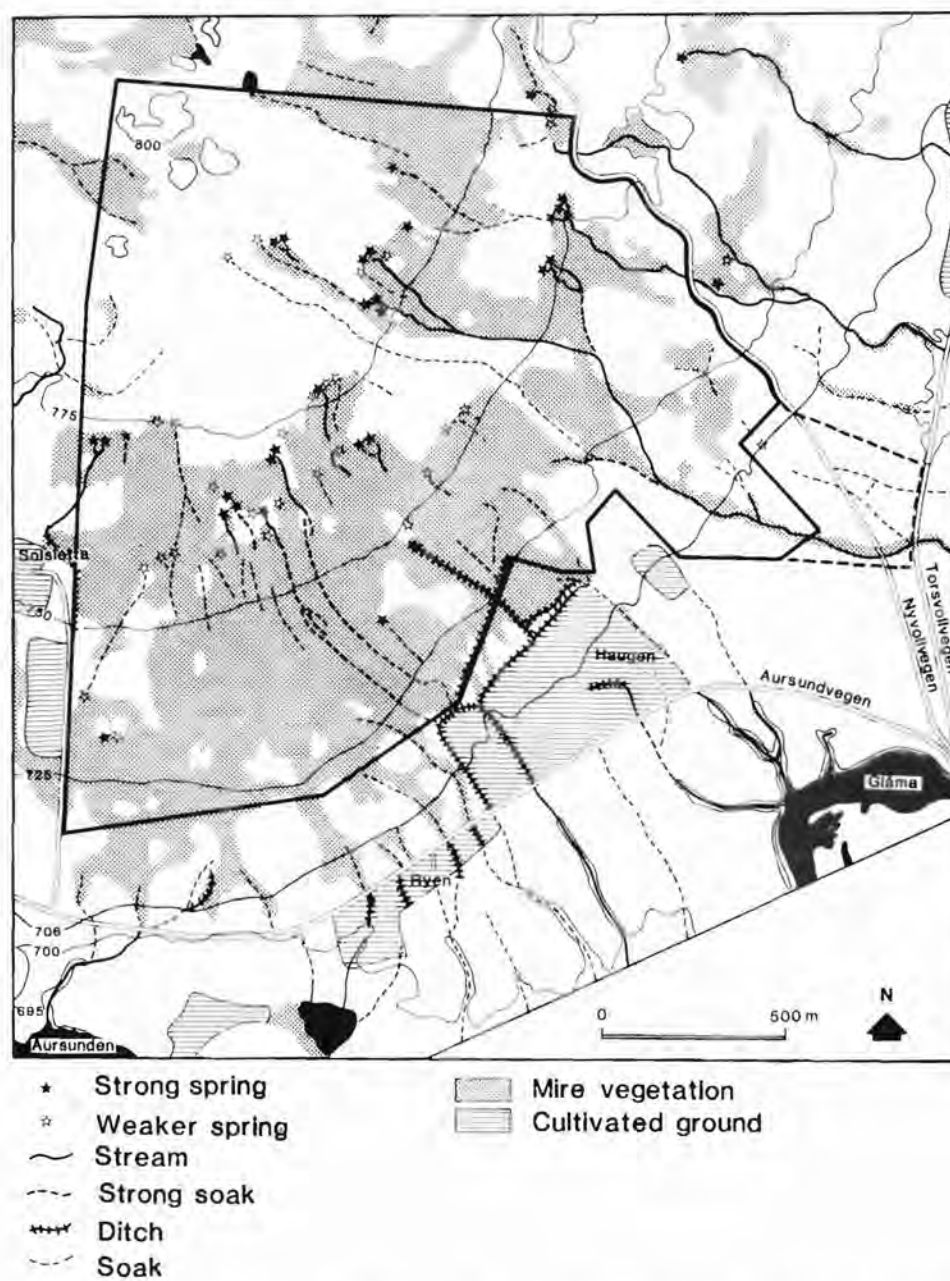 800
775
Solsletta
750
Haugen
Aursundvegen
Nyvollvegen
Torsvollvegen
725
Glåma
Ryen
706
700
695
Aursunden
0 500 m
N
Strong spring
Weaker spring
Stream
Strong soak
Ditch
Soak
Mire vegetation
Cultivated ground